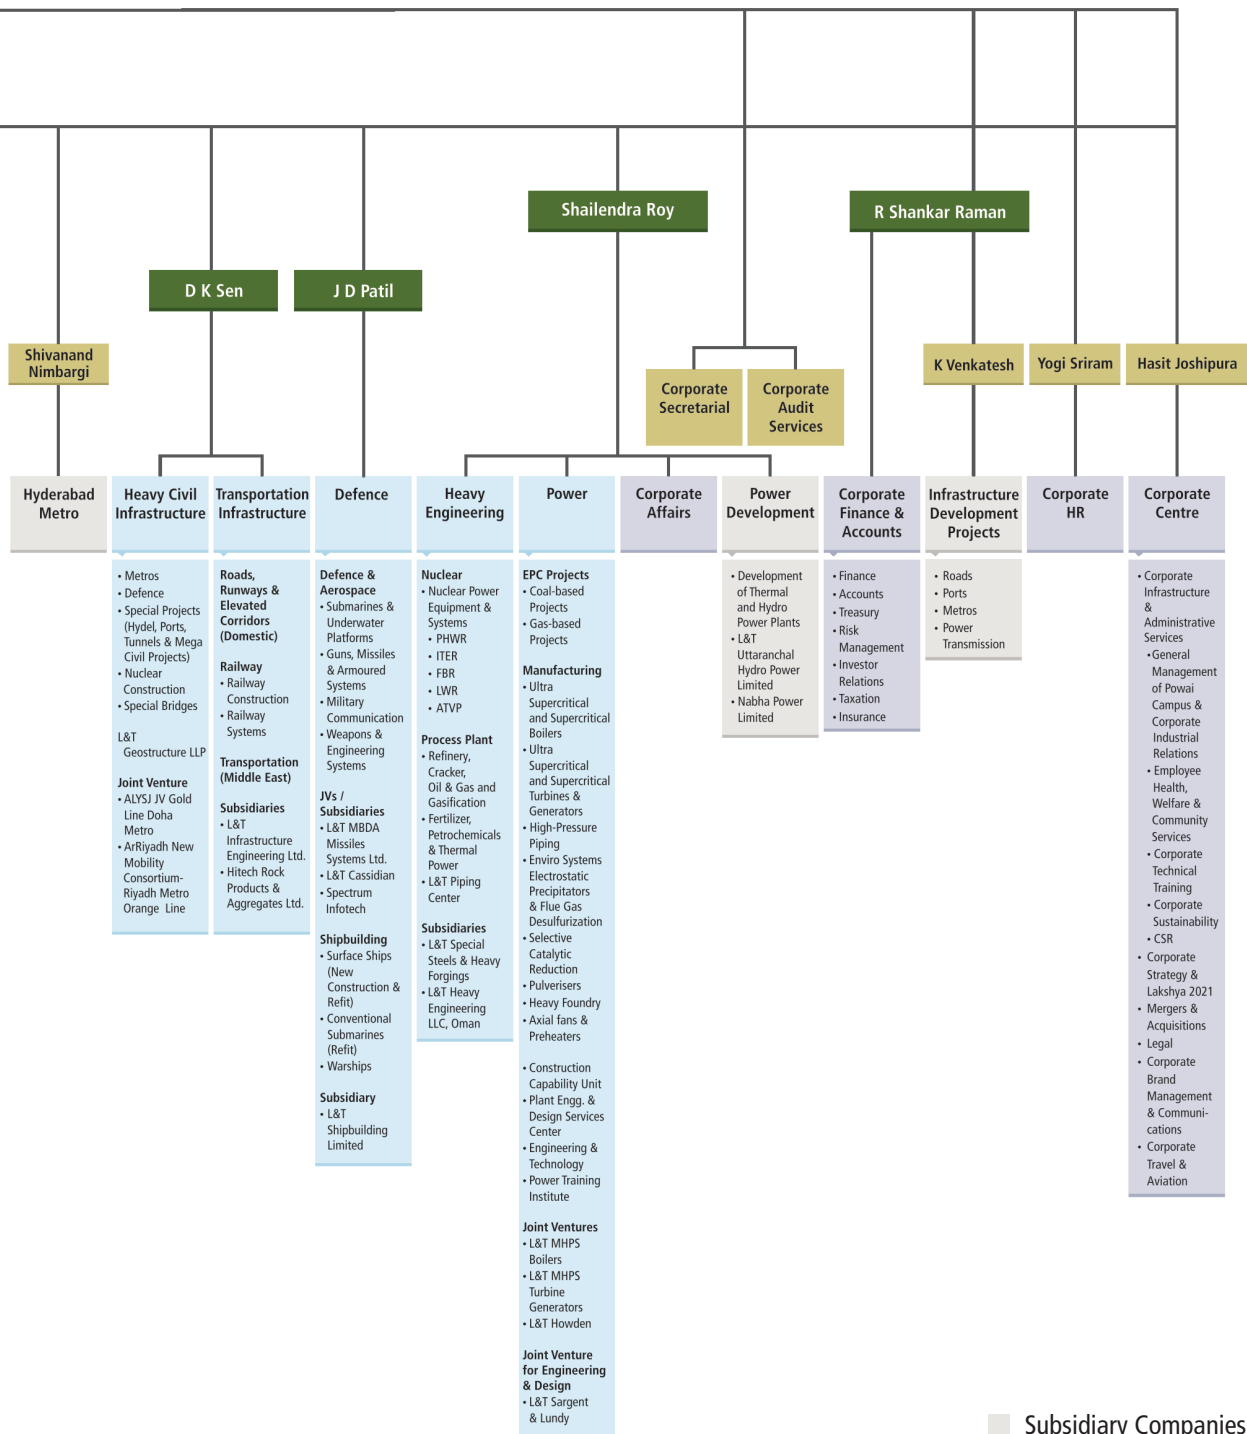 Shailendra Roy
R Shankar Raman
D K Sen
J D Patil
Shivanand
Nimbargi
K Venkatesh
Yogi Sriram
Hasit Joshipura
Corporate
Secretarial
Corporate
Audit
Services
Hyderabad
Metro
Heavy Civil
Infrastructure
• Metros
• Defence
• Special Projects
(Hydel, Ports,
Tunnels & Mega
Civil Projects)
• Nuclear
Construction
• Special Bridges
L&T
Geostructure LLP
Joint Venture
• ALYSJ JV Gold
Line Doha
Metro
• ArRiyadh New
Mobility
Consortium-
Riyadh Metro
Orange Line
Transportation
Infrastructure
Roads,
Runways &
Elevated
Corridors
(Domestic)
Railway
• Railway
Construction
• Railway
Systems
Transportation
(Middle East)
Subsidiaries
• L&T
Infrastructure
Engineering Ltd.
• Hitech Rock
Products &
Aggregates Ltd.
Defence
Defence &
Aerospace
• Submarines &
Underwater
Platforms
• Guns, Missiles
& Armoured
Systems
• Military
Communication
• Weapons &
Engineering
Systems
JVs /
Subsidiaries
• L&T MBDA
Missiles
Systems Ltd.
• L&T Cassidian
• Spectrum
Infotech
Shipbuilding
• Surface Ships
(New
Construction &
Refit)
• Conventional
Submarines
(Refit)
• Warships
Subsidiary
• L&T
Shipbuilding
Limited
Heavy
Engineering
Nuclear
• Nuclear Power
Equipment &
Systems
• PHWR
• ITER
• FBR
• LWR
• ATVP
Process Plant
• Refinery,
Cracker,
Oil & Gas and
Gasification
• Fertilizer,
Petrochemicals
& Thermal
Power
• L&T Piping
Center
Subsidiaries
• L&T Special
Steels & Heavy
Forgings
• L&T Heavy
Engineering
LLC, Oman
Power
EPC Projects
• Coal-based
Projects
• Gas-based
Projects
Manufacturing
• Ultra
Supercritical
and Supercritical
Boilers
• Ultra
Supercritical
and Supercritical
Turbines &
Generators
• High-Pressure
Piping
• Enviro Systems
Electrostatic
Precipitators
& Flue Gas
Desulfurization
• Selective
Catalytic
Reduction
• Pulverisers
• Heavy Foundry
• Axial fans &
Preheaters
• Construction
Capability Unit
• Plant Engg. &
Design Services
Center
• Engineering &
Technology
• Power Training
Institute
Joint Ventures
• L&T MHPS
Boilers
• L&T MHPS
Turbine
Generators
• L&T Howden
Joint Venture
for Engineering
& Design
• L&T Sargent
& Lundy
Corporate
Affairs
Power
Development
• Development
of Thermal
and Hydro
Power Plants
• L&T
Uttaranchal
Hydro Power
Limited
• Nabha Power
Limited
Corporate
Finance &
Accounts
• Finance
• Accounts
• Treasury
• Risk
Management
• Investor
Relations
• Taxation
• Insurance
Infrastructure
Development
Projects
• Roads
• Ports
• Metros
• Power
Transmission
Corporate
HR
Corporate
Centre
• Corporate
Infrastructure
&
Administrative
Services
• General
Management
of Powai
Campus &
Corporate
Industrial
Relations
• Employee
Health,
Welfare &
Community
Services
• Corporate
Technical
Training
• Corporate
Sustainability
• CSR
• Corporate
Strategy &
Lakshya 2021
• Mergers &
Acquisitions
• Legal
• Corporate
Brand
Management
& Communi-
cations
• Corporate
Travel &
Aviation
Subsidiary Companies